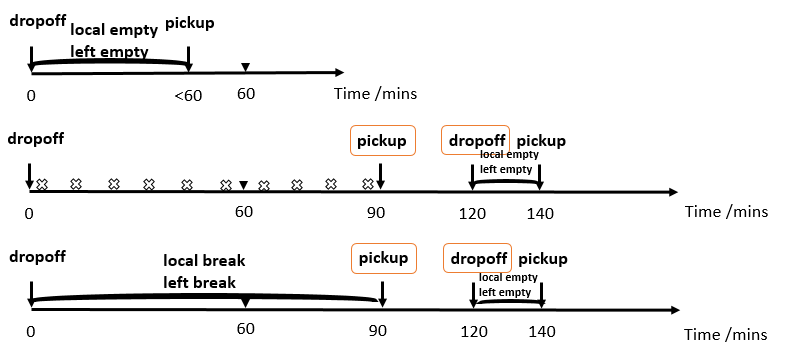 dropoff
local empty
pickup
left empty
0
<60
60
Time /mins
dropoff
pickup
dropoff
pickup
local empty
left empty
0
60
90
120
140
Time /mins
dropoff
local break
left break
pickup
dropoff
pickup
local empty
left empty
0
60
90
120
140
Time /mins